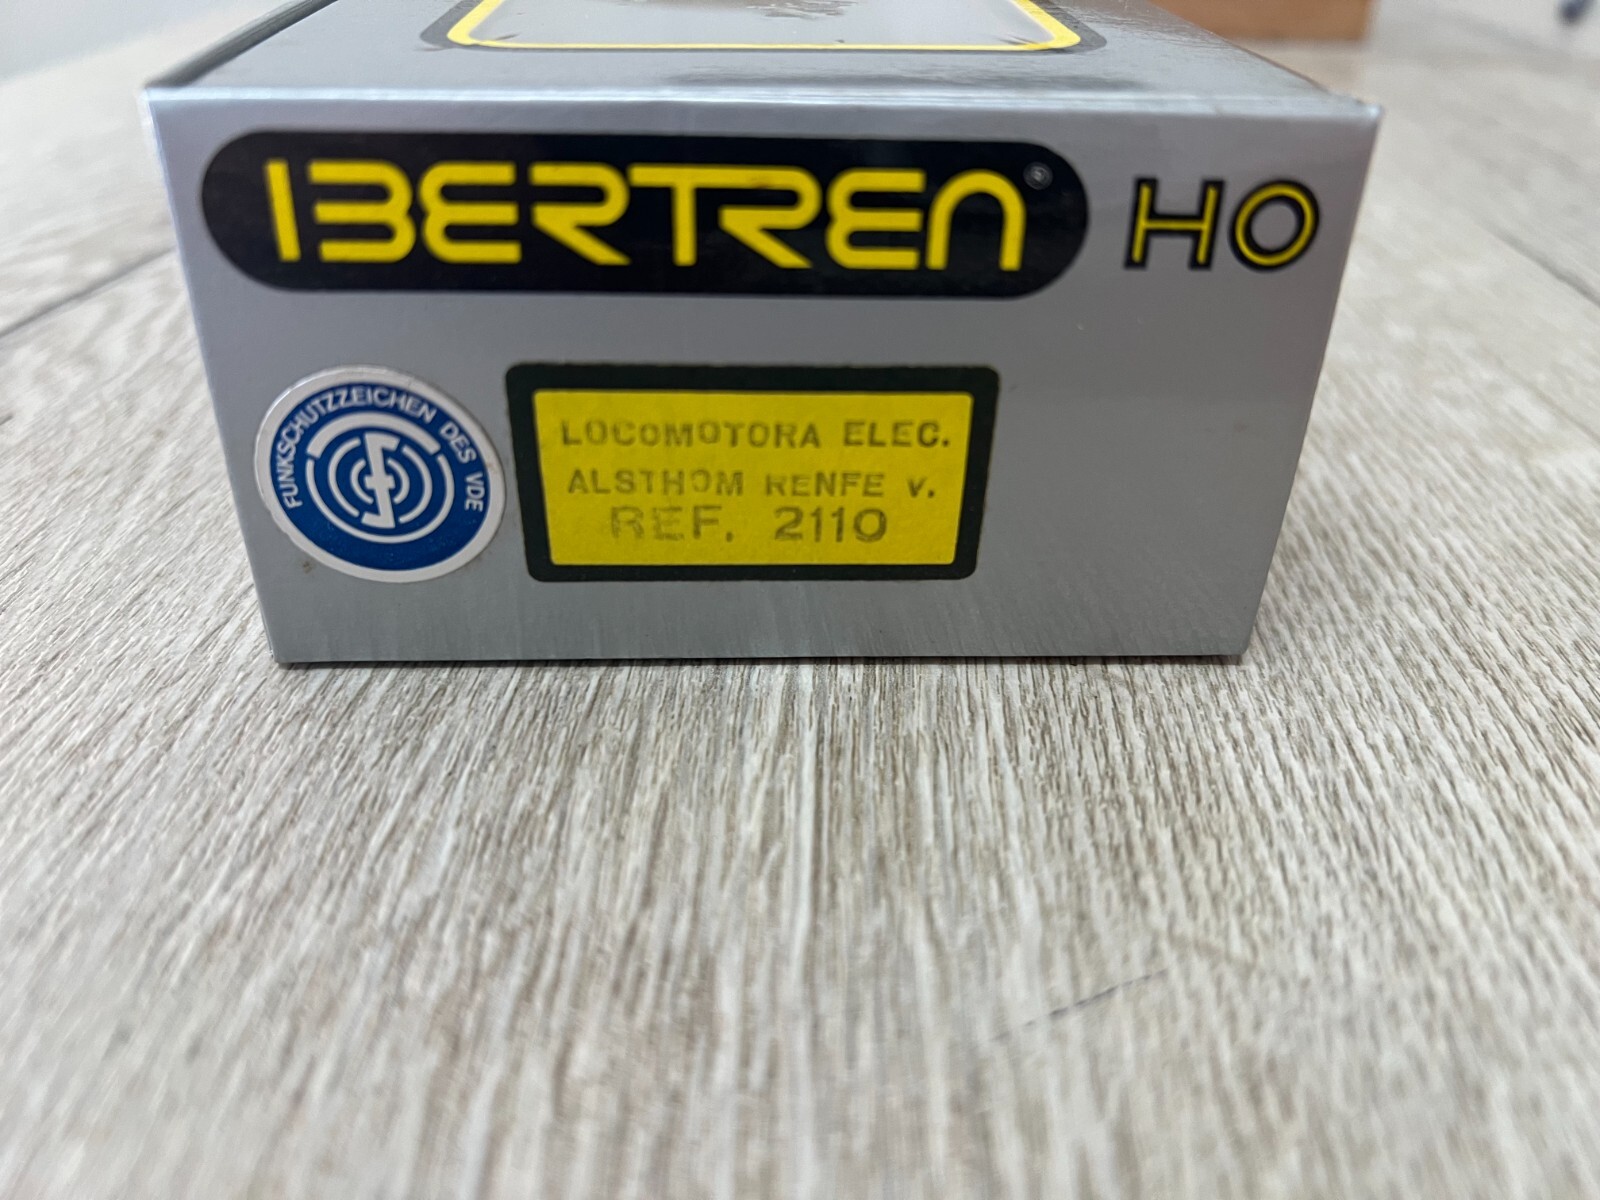 IBERTREN® HO
FUNKSCHUTZZEICHEN DES VDE
LOCOMOTORA ELEC.
ALSTHOM RENFE V.
REF. 2110